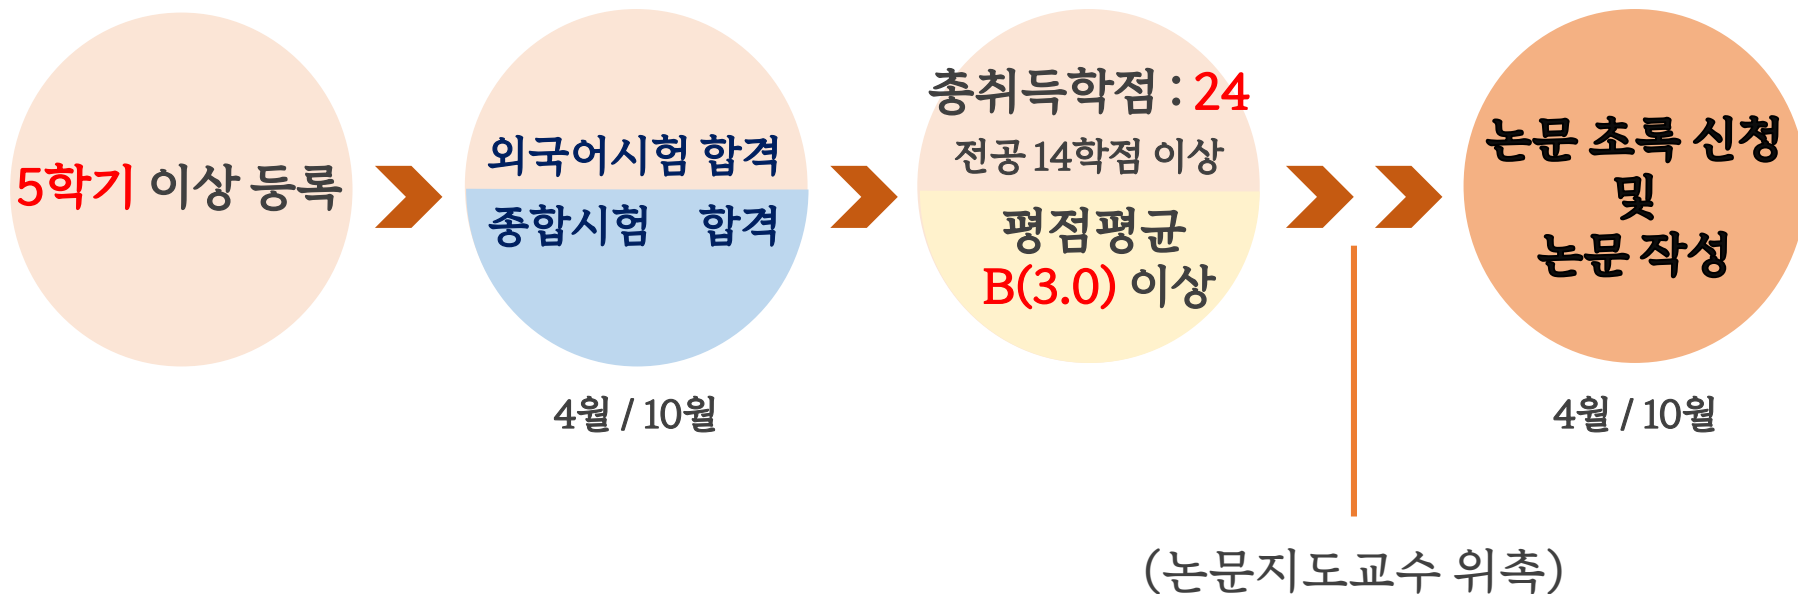 5학기 이상 등록
외국어시험 합격
종합시험 합격
4월 / 10월
총취득학점 : 24
전공 14학점 이상
평점평균
B(3.0) 이상
(논문지도교수 위촉)
논문 초록 신청
및
논문 작성
4월 / 10월